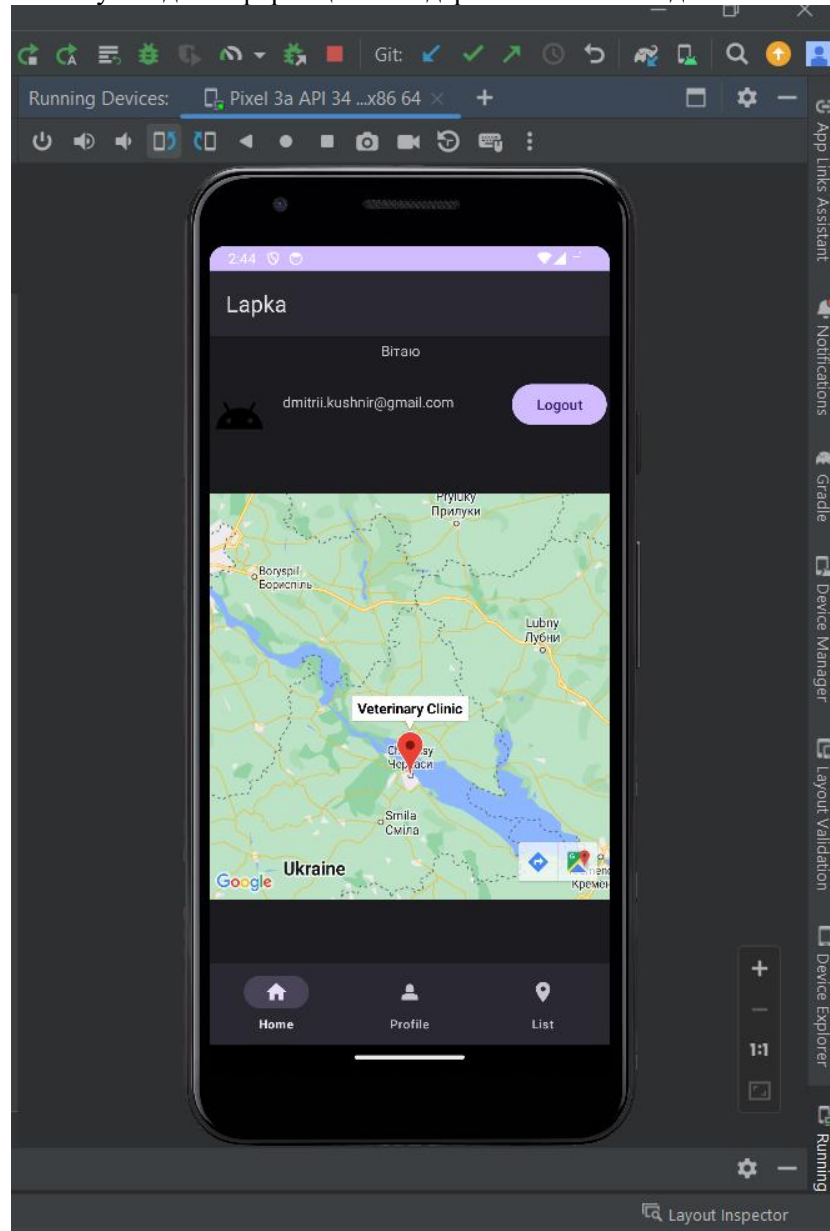 Git:
Running Devices: Pixel 3a API 34 ...x86 64
App Links Assistant
Notifications
Gradle
Device Manager
Layout Validation
Device Explorer
Running
2:44
Lapka
Вітаю
dmitrii.kushnir@gmail.com
Logout
Pryluky
Прилуки
Boryspil
Бориспіль
Lubny
Лубни
Veterinary Clinic
Smila
Сміла
Ukraine
Google
Home
Profile
List
1:1
Layout Inspector